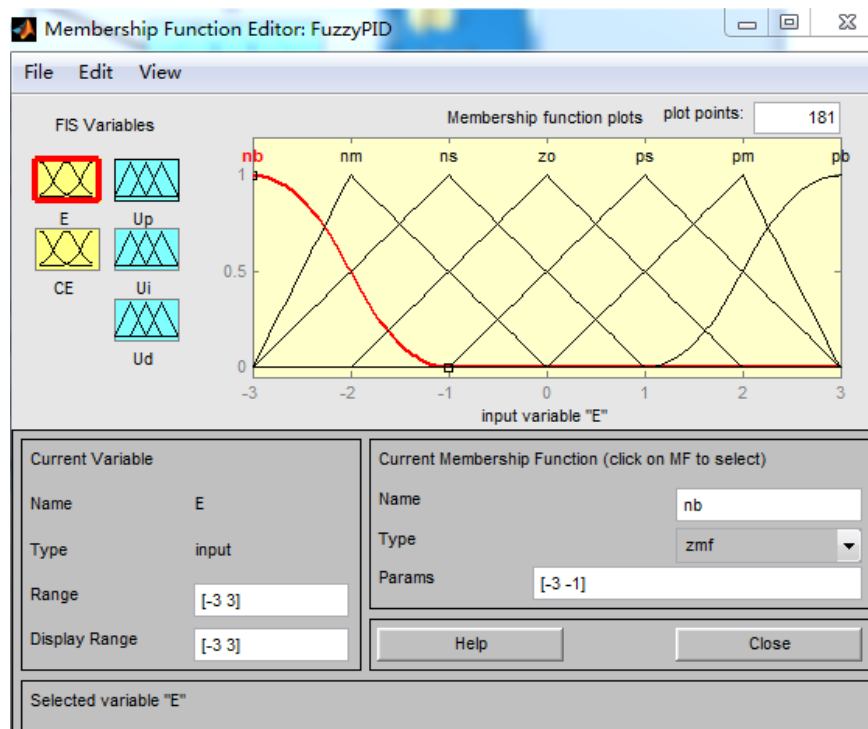 Membership Function Editor: FuzzyPID
File Edit View
FIS Variables
Membership function plots plot points: 181
nb nm ns zo ps pm pb
E Up
CE Ui
Ud
1
0.5
0
-3 -2 -1 0 1 2 3
input variable "E"
Current Variable
Name E
Type input
Range [-3 3]
Display Range [-3 3]
Current Membership Function (click on MF to select)
Name nb
Type zmf
Params [-3 -1]
Help Close
Selected variable "E"